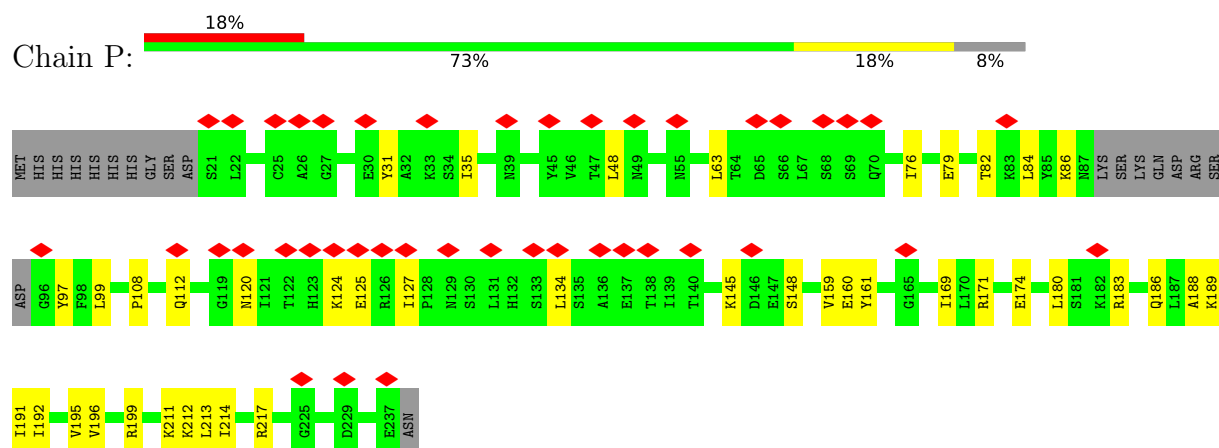 18%
Chain P:
73% 18% 8%
MET HIS HIS HIS HIS HIS HIS GLY SER ASP S21 L22 C25 A26 G27 E30 Y31 A32 K33 S34 I35 N39 Y45 V46 T47 L48 N49 N55 L63 T64 D65 S66 L67 S68 S69 Q70 I76 E79 T82 K83 L84 Y85 K86 N87 LYS SER LYS GLN ASP ARG SER
ASP G96 Y97 F98 L99 P108 Q112 G119 N120 I121 T122 H123 K124 E125 R126 I127 P128 N129 S130 L131 H132 S133 L134 S135 A136 E137 T138 I139 T140 K145 D146 E147 S148 V159 E160 Y161 G165 I169 L170 R171 E174 L180 S181 K182 R183 Q186 L187 A188 K189
I191 I192 V195 V196 R199 K211 K212 L213 I214 R217 G225 D229 E237 ASN